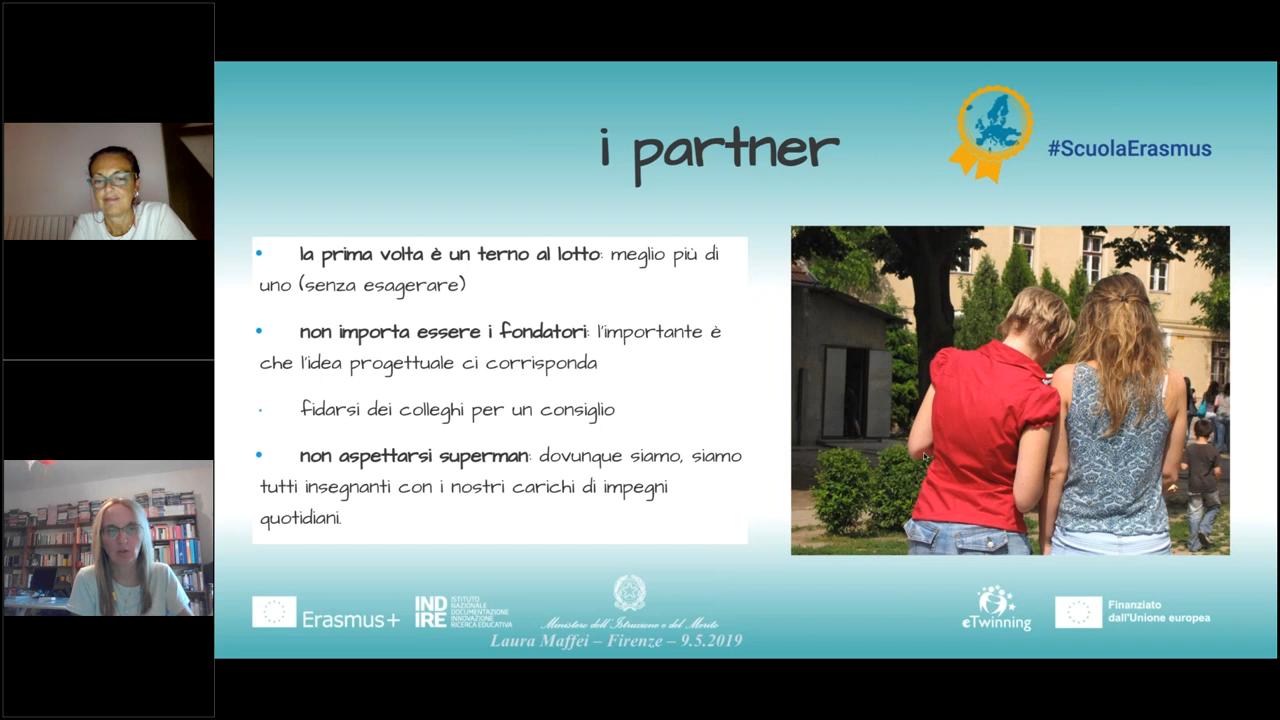 i partner
#ScuolaErasmus
• la prima volta è un terno al lotto: meglio più di
uno (senza esagerare)
• non importa essere i fondatori: l'importante è
che l'idea progettuale ci corrisponda
• fidarsi dei colleghi per un consiglio
• non aspettarsi superman: dovunque siamo, siamo
tutti insegnanti con i nostri carichi di impegni
quotidiani.
Erasmus+
INDIRE
ISTITUTO
NAZIONALE
DOCUMENTAZIONE
INNOVAZIONE
RICERCA EDUCATIVA
Ministero dell'Istruzione e del Merito
Laura Maffei – Firenze – 9.5.2019
eTwinning
Finanziato
dall'Unione europea